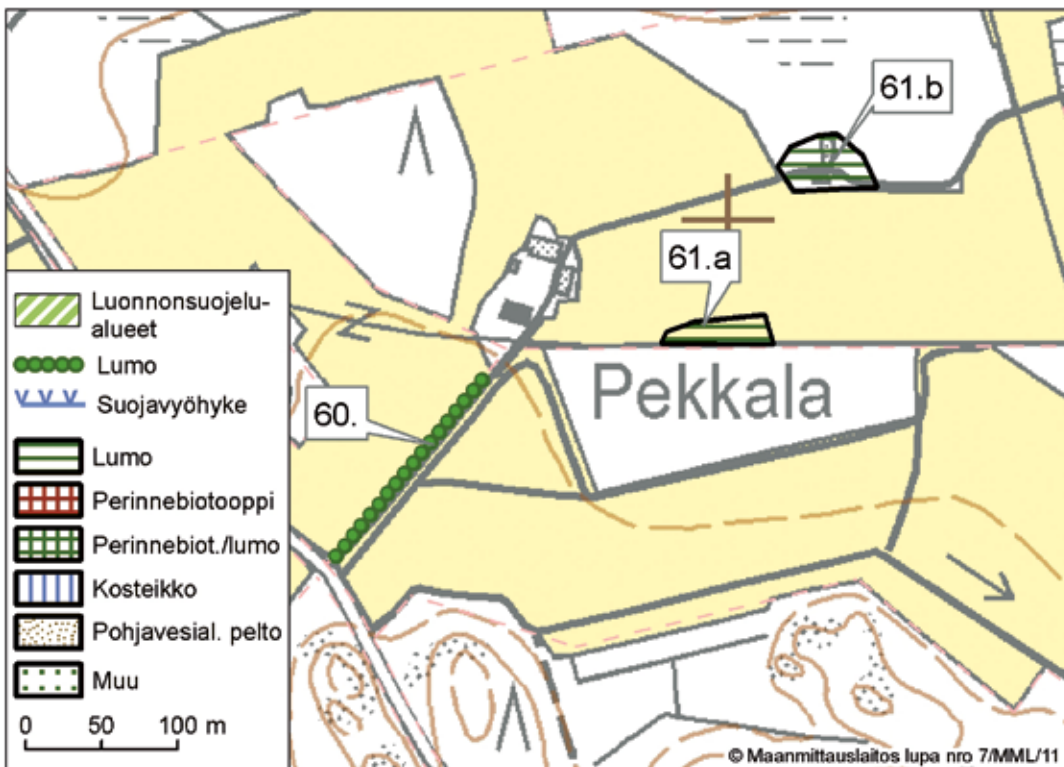 61.b
61.a
Pekkala
60.
Luonnonsuojelu-
alueet
Lumo
Suojavyöhyke
Lumo
Perinnebiotooppi
Perinnebiot./lumo
Kosteikko
Pohjavesial. pelto
Muu
0 50 100 m
© Maanmittauslaitos lupa nro 7/MML/11